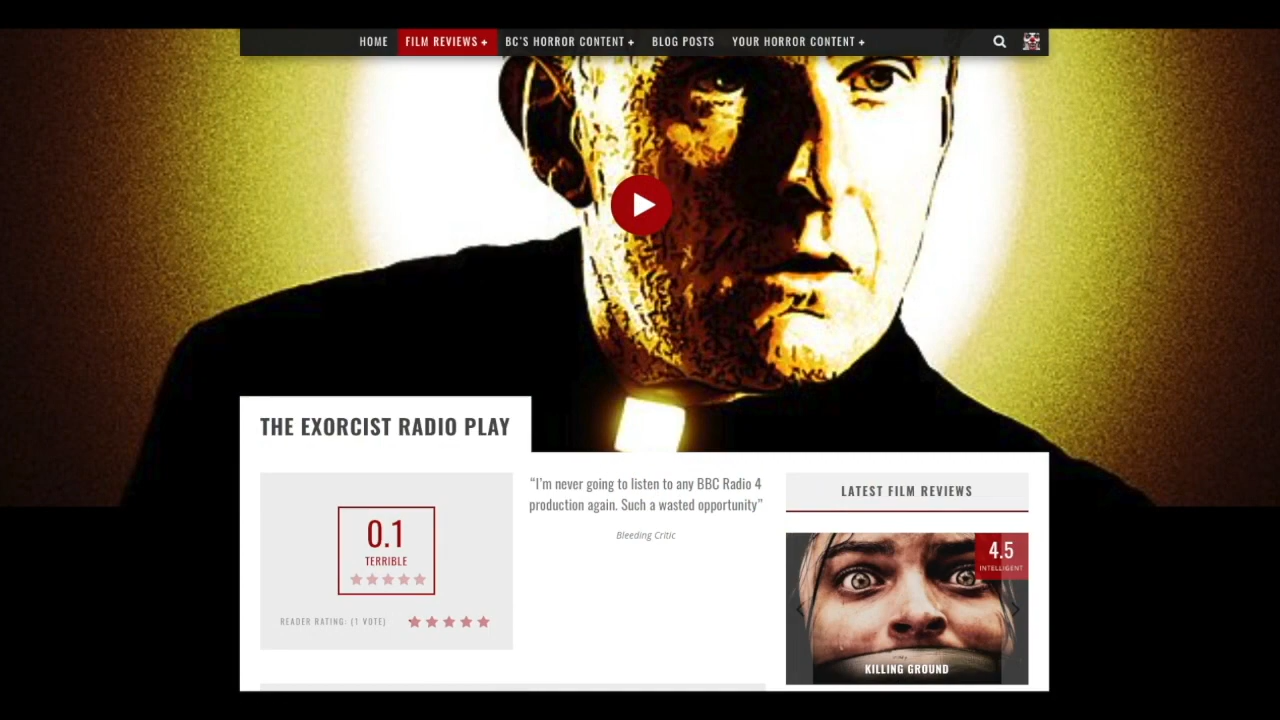 HOME FILM REVIEWS + BC'S HORROR CONTENT + BLOG POSTS YOUR HORROR CONTENT +
THE EXORCIST RADIO PLAY
0.1
TERRIBLE
READER RATING: (1 VOTE)
“I'm never going to listen to any BBC Radio 4
production again. Such a wasted opportunity”
Bleeding Critic
LATEST FILM REVIEWS
4.5
INTELLIGENT
KILLING GROUND